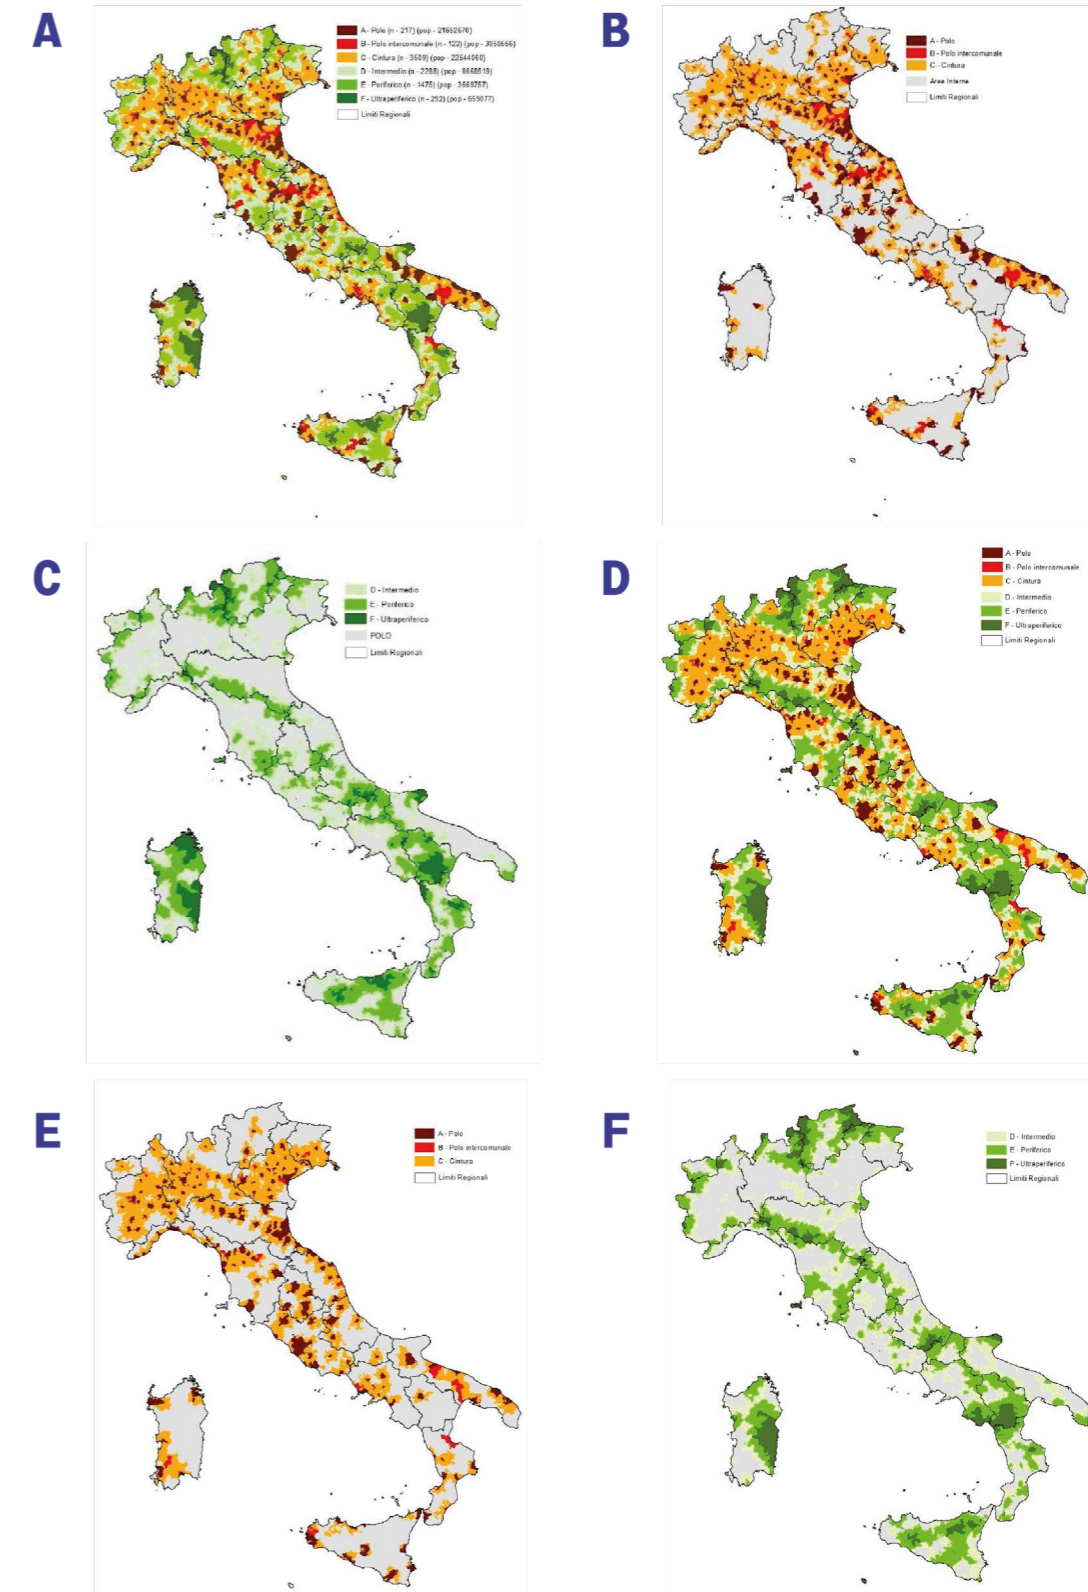 A
A - Polo (n - 217) (pop - 21652670)
B - Polo intercomunale (n - 122) (pop - 3050556)
C - Cintura (n - 3509) (pop - 22544060)
D - Intermedio (n - 2288) (pop - 8668519)
E - Periferico (n - 1475) (pop - 3669757)
F - Ultraperiferico (n - 292) (pop - 659077)
Limiti Regionali
B
A - Polo
B - Polo intercomunale
C - Cintura
Aree Interne
Limiti Regionali
C
D - Intermedio
E - Periferico
F - Ultraperiferico
POLO
Limiti Regionali
D
A - Polo
B - Polo intercomunale
C - Cintura
D - Intermedio
E - Periferico
F - Ultraperiferico
Limiti Regionali
E
A - Polo
B - Polo intercomunale
C - Cintura
Limiti Regionali
F
D - Intermedio
E - Periferico
F - Ultraperiferico
Limiti Regionali